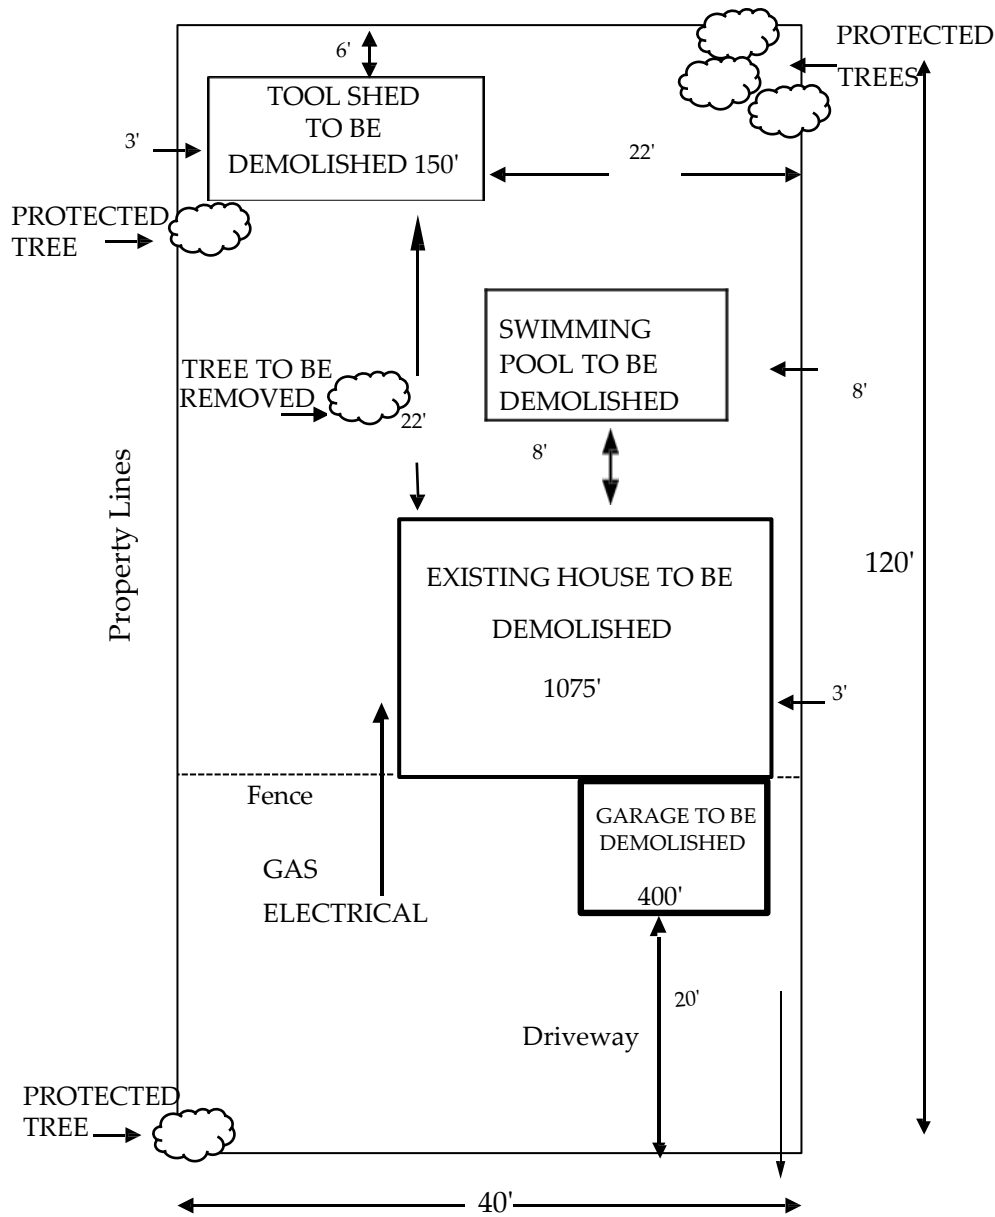 PROTECTED
TREES
6'
TOOL SHED
TO BE
DEMOLISHED 150'
3'
22'
PROTECTED
TREE
SWIMMING
POOL TO BE
DEMOLISHED
TREE TO BE
REMOVED
22'
8'
8'
Property Lines
EXISTING HOUSE TO BE
DEMOLISHED
1075'
120'
3'
Fence
GARAGE TO BE
DEMOLISHED
400'
GAS
ELECTRICAL
20'
Driveway
PROTECTED
TREE
40'